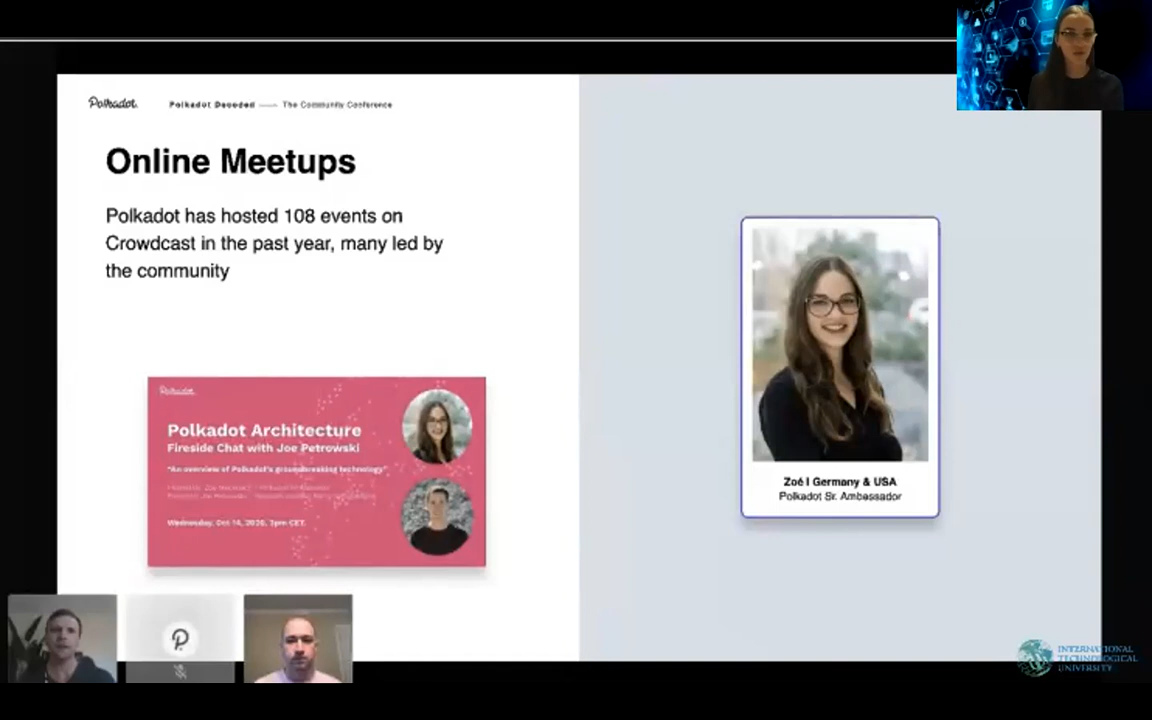 Polkadot.
Polkadot Decoded —— The Community Conference
Online Meetups
Polkadot has hosted 108 events on
Crowdcast in the past year, many led by
the community
Polkadot.
Polkadot Architecture
Fireside Chat with Joe Petrowski
"An overview of Polkadot's groundbreaking technology"
Wednesday, Oct 14, 2020, 3pm CET.
Zoé | Germany & USA
Polkadot Sr. Ambassador
INTERNATIONAL
TECHNOLOGICAL
UNIVERSITY